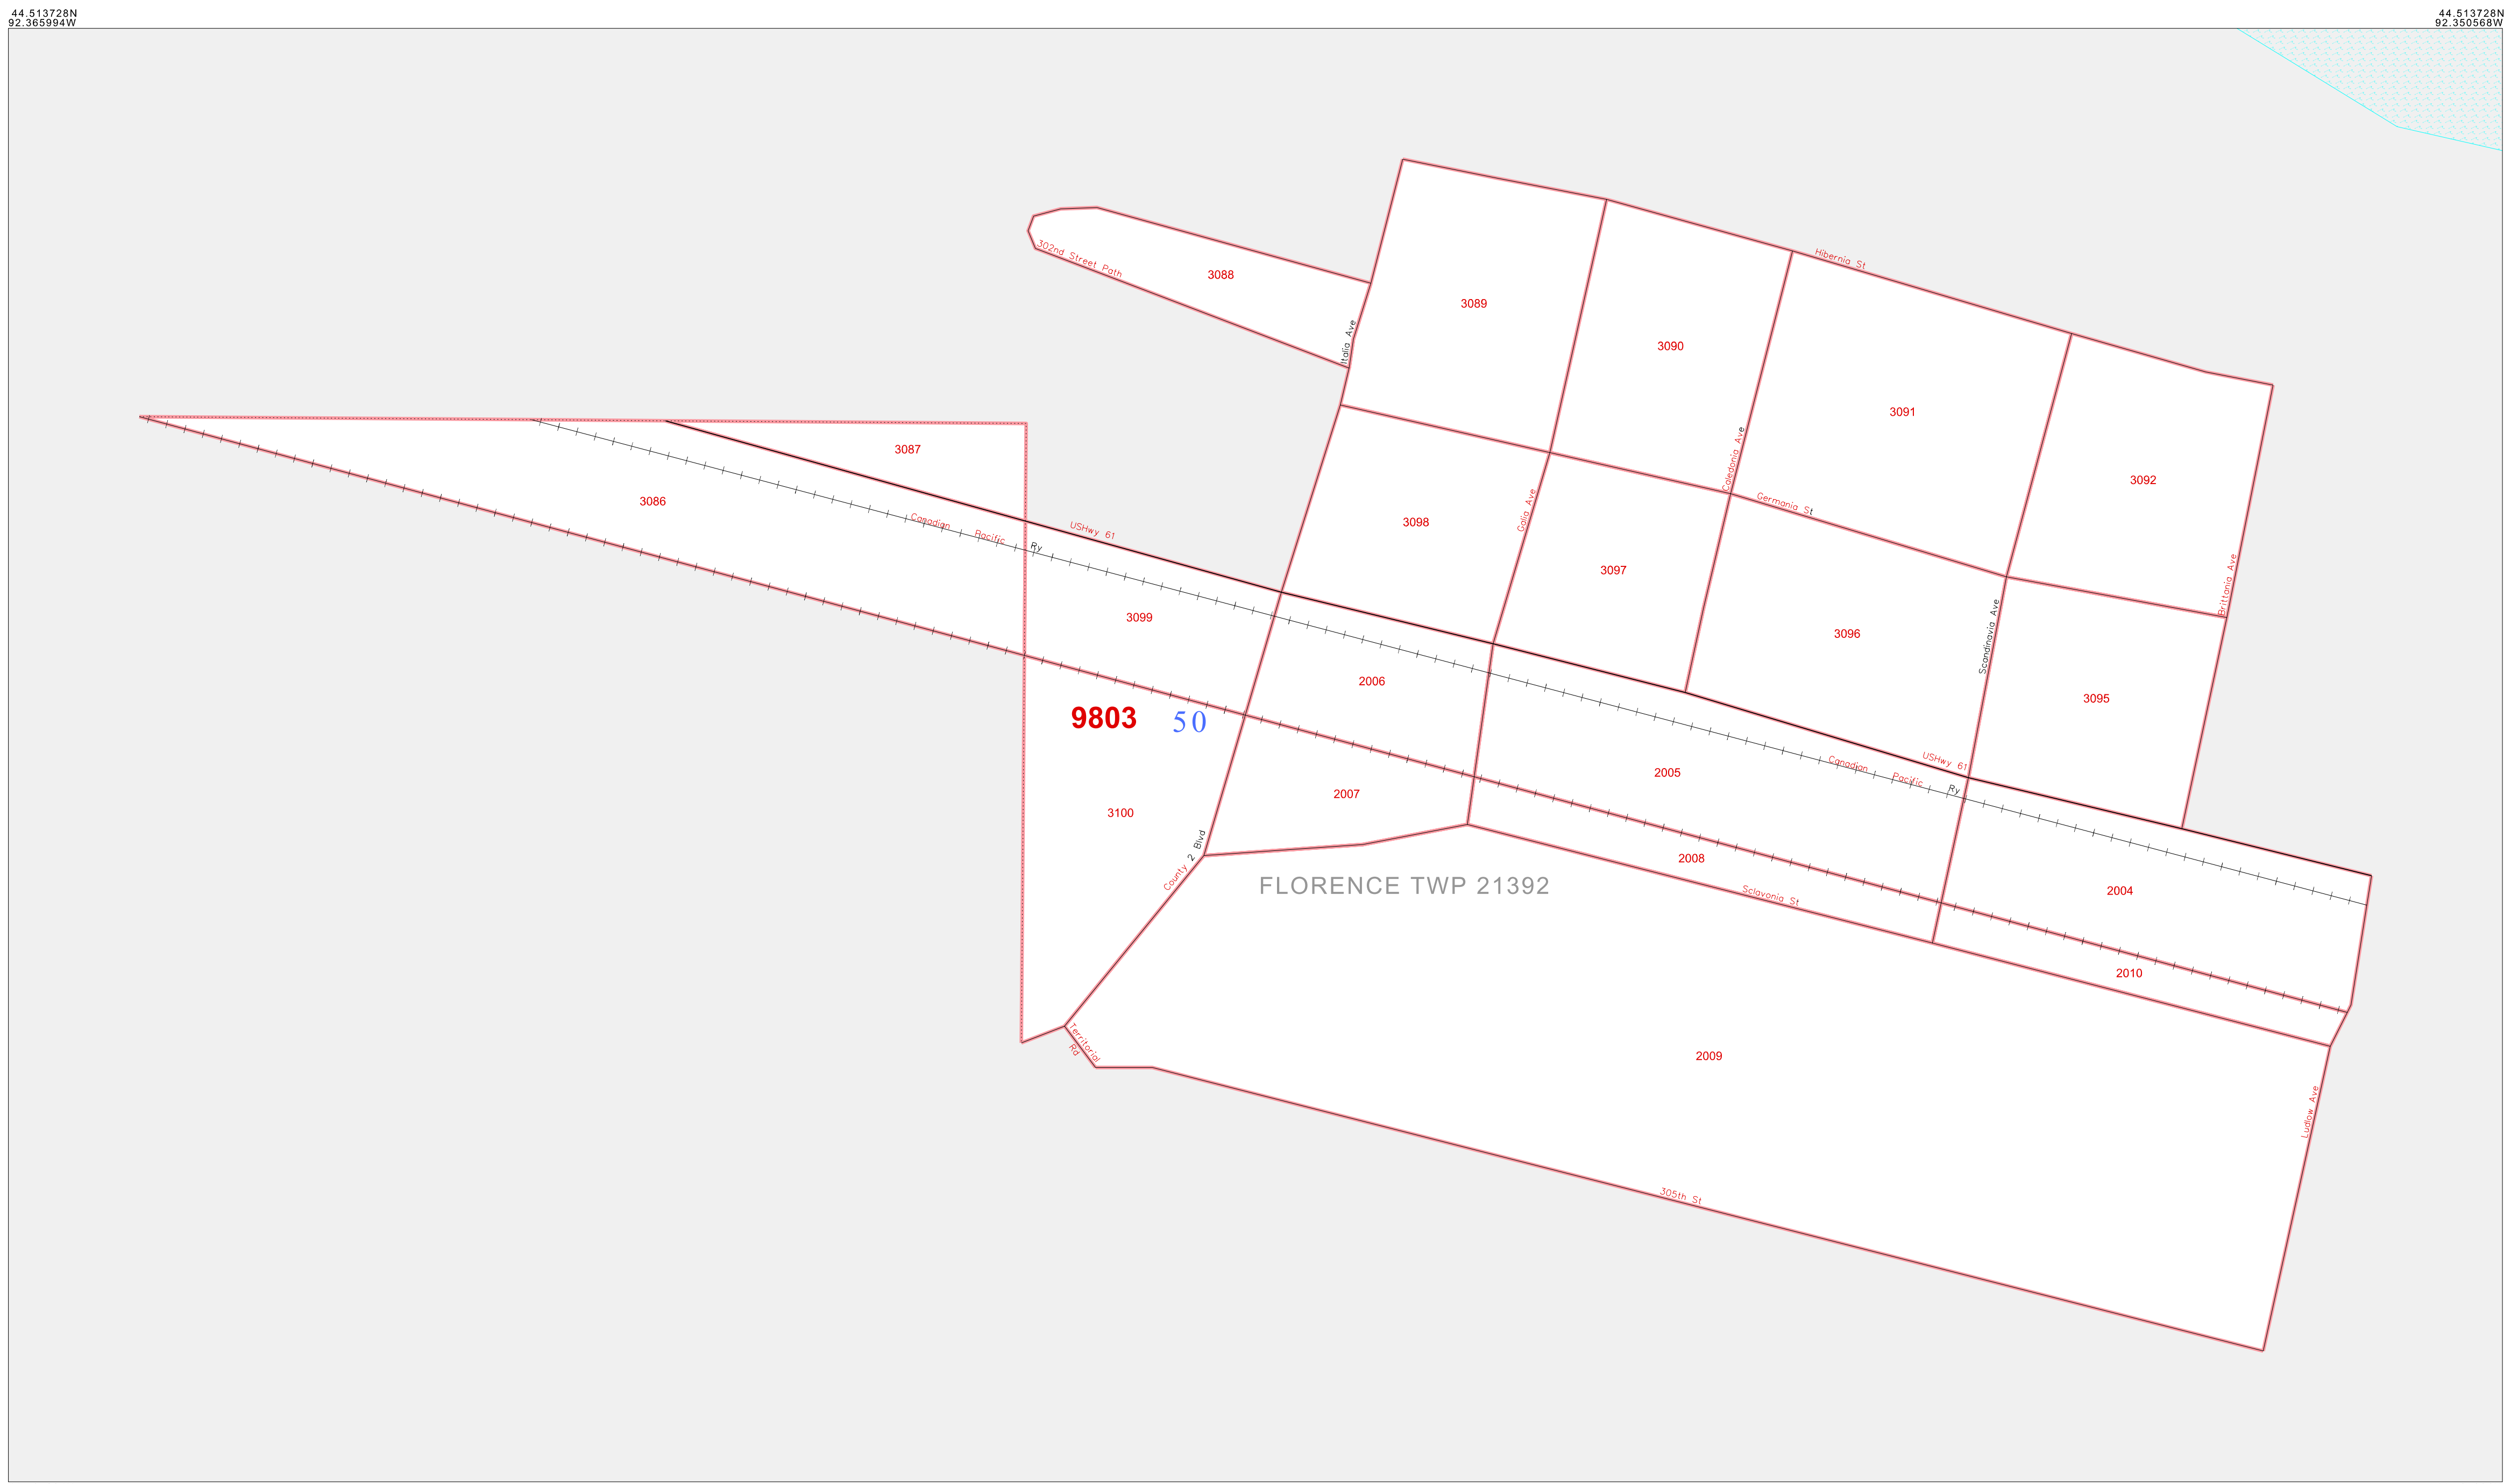 44.513728N
92.365994W
44.513728N
92.350568W
302nd Street Path
3088
Hibernia St
3089
Italia Ave
3090
3091
3087
3092
3086
Caledonia Ave
Germania St
Galia Ave
3098
Canadian Pacific Ry
USHwy 61
3097
Brittania Ave
3099
3096
Scandinavia Ave
2006
3095
9803
50
2005
USHwy 61
Canadian Pacific Ry
2007
3100
County 2 Blvd
2008
FLORENCE TWP 21392
Sclavonia St
2004
2010
Territorial
Rd
2009
Ludlow Ave
305th St